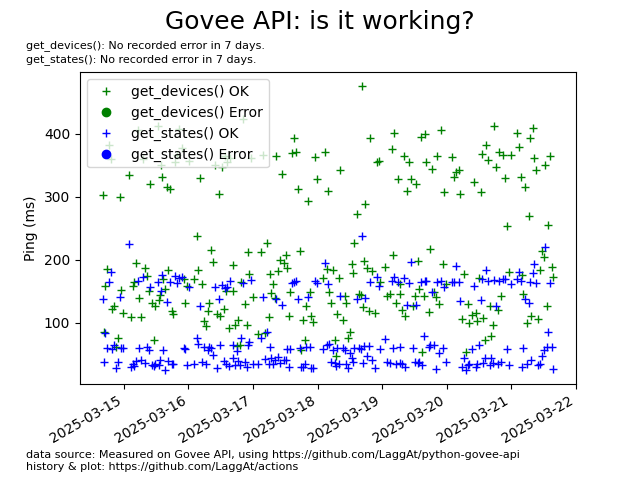 Govee API: is it working?
get_devices(): No recorded error in 7 days.
get_states(): No recorded error in 7 days.
get_devices() OK
get_devices() Error
get_states() OK
get_states() Error
Ping (ms)
400
300
200
100
2025-03-15
2025-03-16
2025-03-17
2025-03-18
2025-03-19
2025-03-20
2025-03-21
2025-03-22
data source: Measured on Govee API, using https://github.com/LaggAt/python-govee-api
history & plot: https://github.com/LaggAt/actions